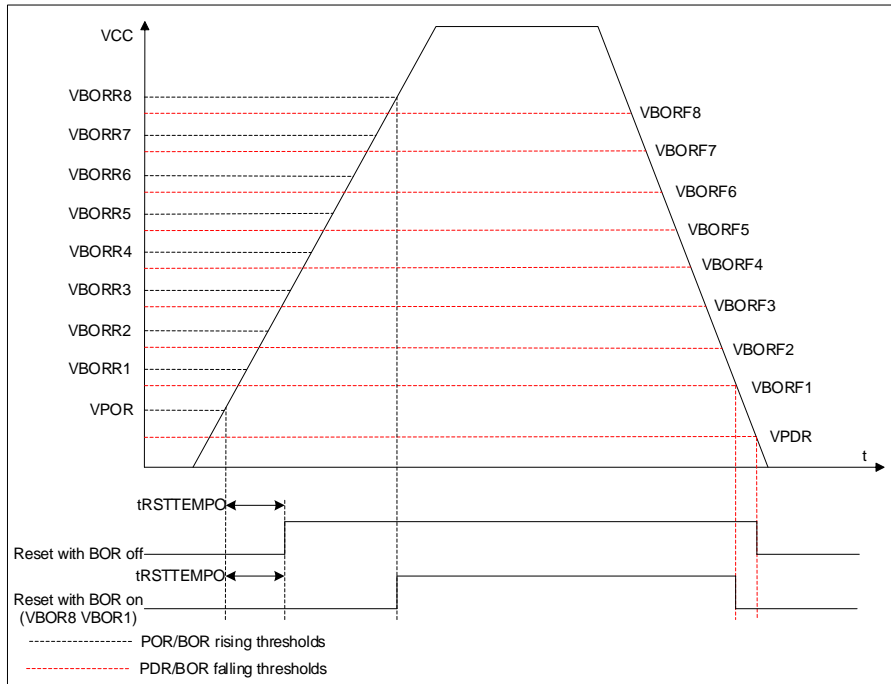 VCC
VBORR8
VBORF8
VBORR7
VBORF7
VBORR6
VBORF6
VBORR5
VBORF5
VBORR4
VBORF4
VBORR3
VBORF3
VBORR2
VBORF2
VBORR1
VBORF1
VPOR
VPDR
t
tRSTTEMPO
Reset with BOR off
tRSTTEMPO
Reset with BOR on
(VBOR8 VBOR1)
POR/BOR rising thresholds
PDR/BOR falling thresholds